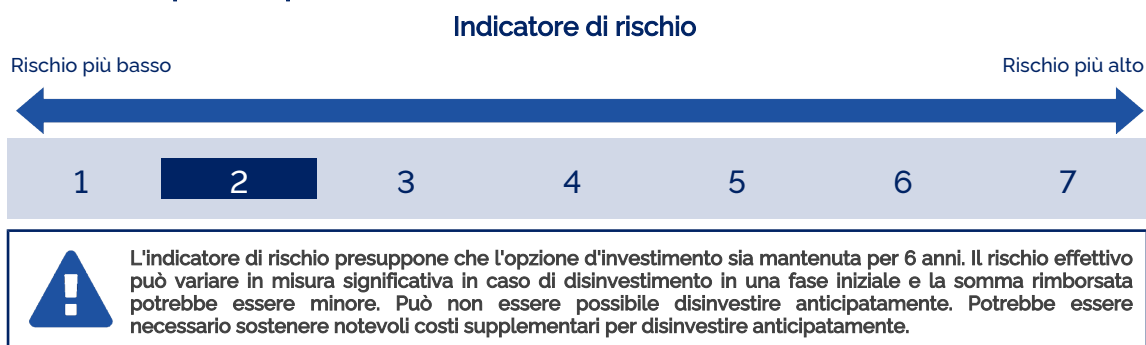 Indicatore di rischio
Rischio più basso
Rischio più alto
1 2 3 4 5 6 7
L'indicatore di rischio presuppone che l'opzione d'investimento sia mantenuta per 6 anni. Il rischio effettivo
può variare in misura significativa in caso di disinvestimento in una fase iniziale e la somma rimborsata
potrebbe essere minore. Può non essere possibile disinvestire anticipatamente. Potrebbe essere
necessario sostenere notevoli costi supplementari per disinvestire anticipatamente.